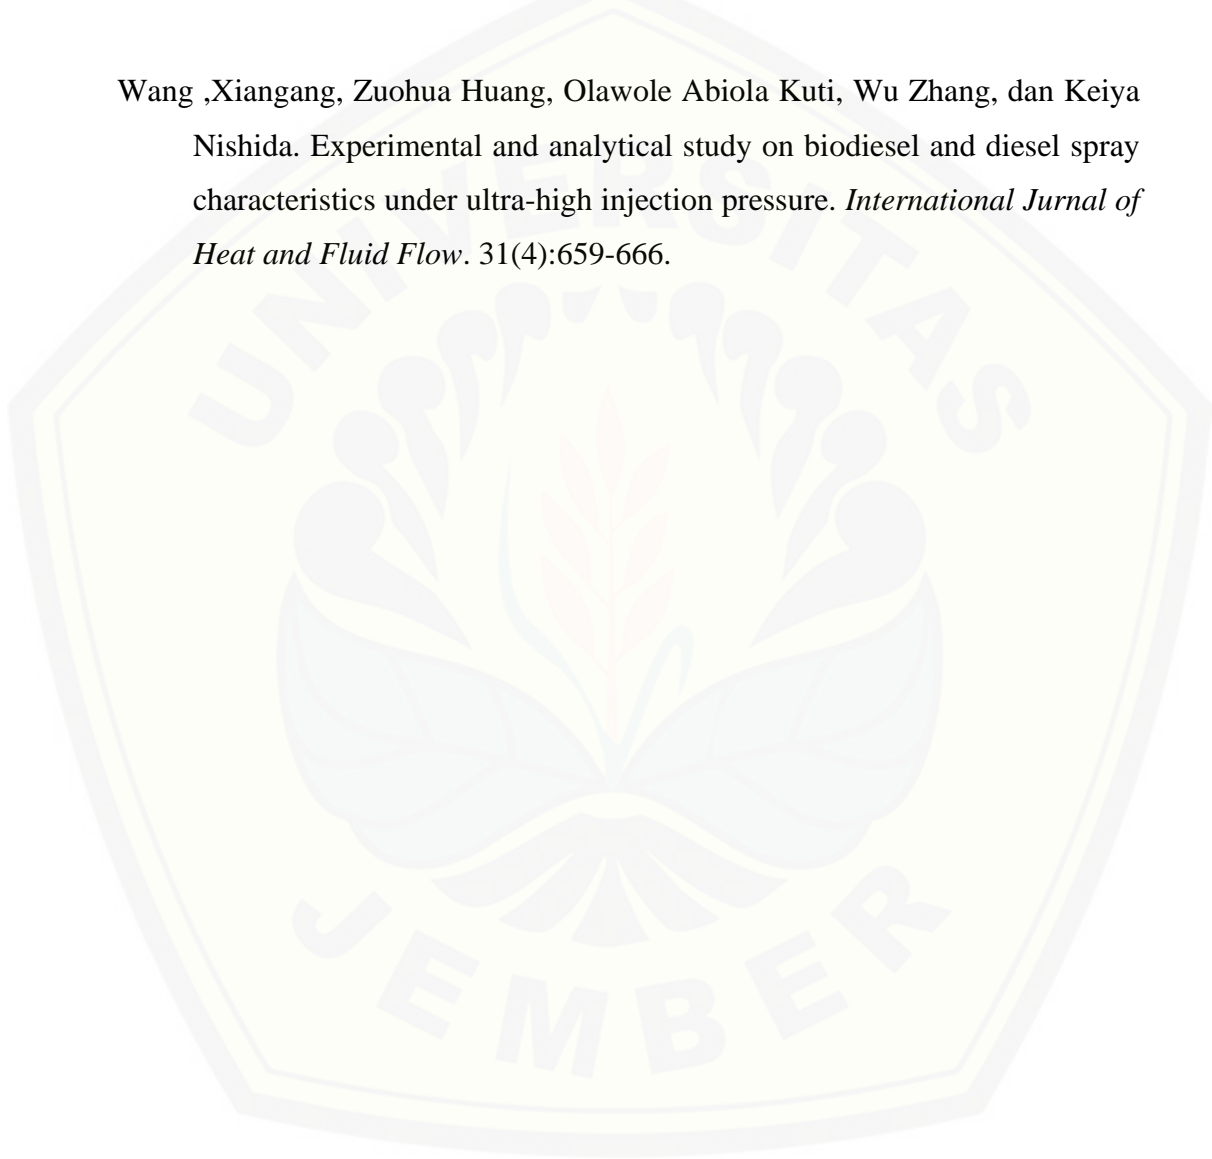 Wang ,Xiangang, Zuohua Huang, Olawole Abiola Kuti, Wu Zhang, dan Keiya
Nishida. Experimental and analytical study on biodiesel and diesel spray
characteristics under ultra-high injection pressure. International Jurnal of
Heat and Fluid Flow. 31(4):659-666.
UNIVERSITAS
JEMBER